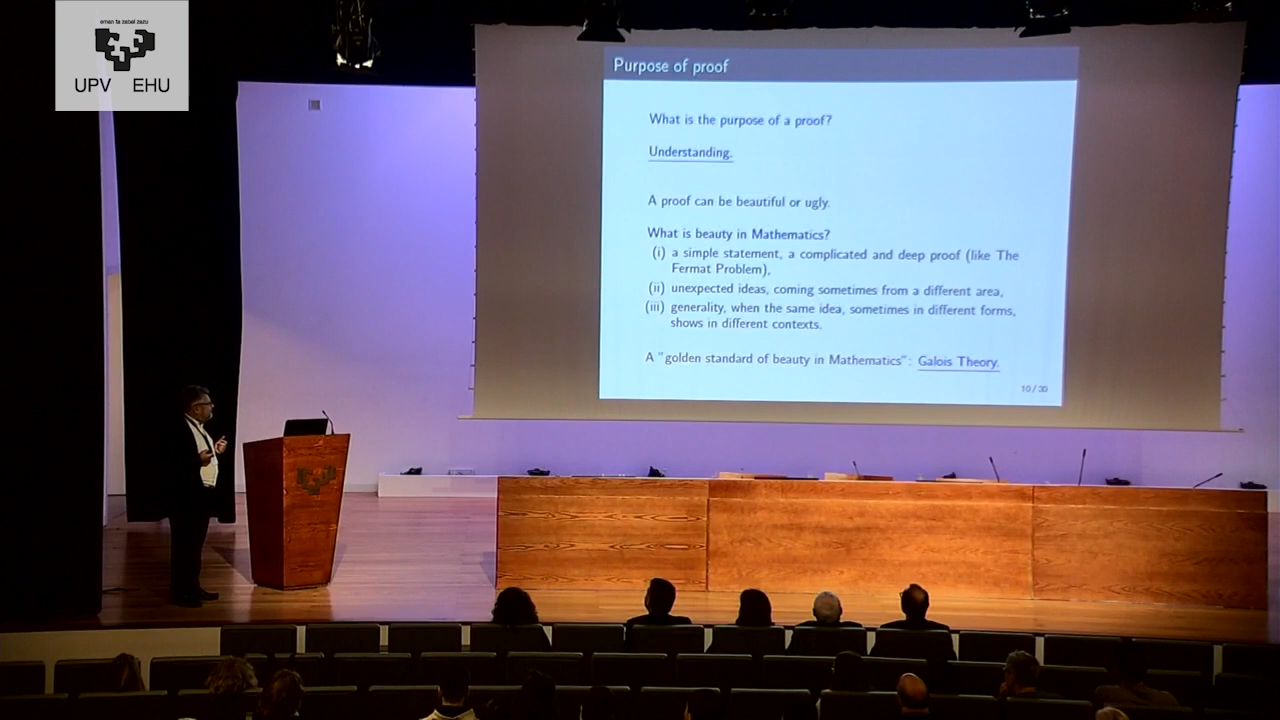 eman ta zabal zazu
UPV EHU
Purpose of proof
What is the purpose of a proof?
Understanding.
A proof can be beautiful or ugly.
What is beauty in Mathematics?
(i) a simple statement, a complicated and deep proof (like The
Fermat Problem),
(ii) unexpected ideas, coming sometimes from a different area,
(iii) generality, when the same idea, sometimes in different forms,
shows in different contexts.
A "golden standard of beauty in Mathematics": Galois Theory.
10 / 30